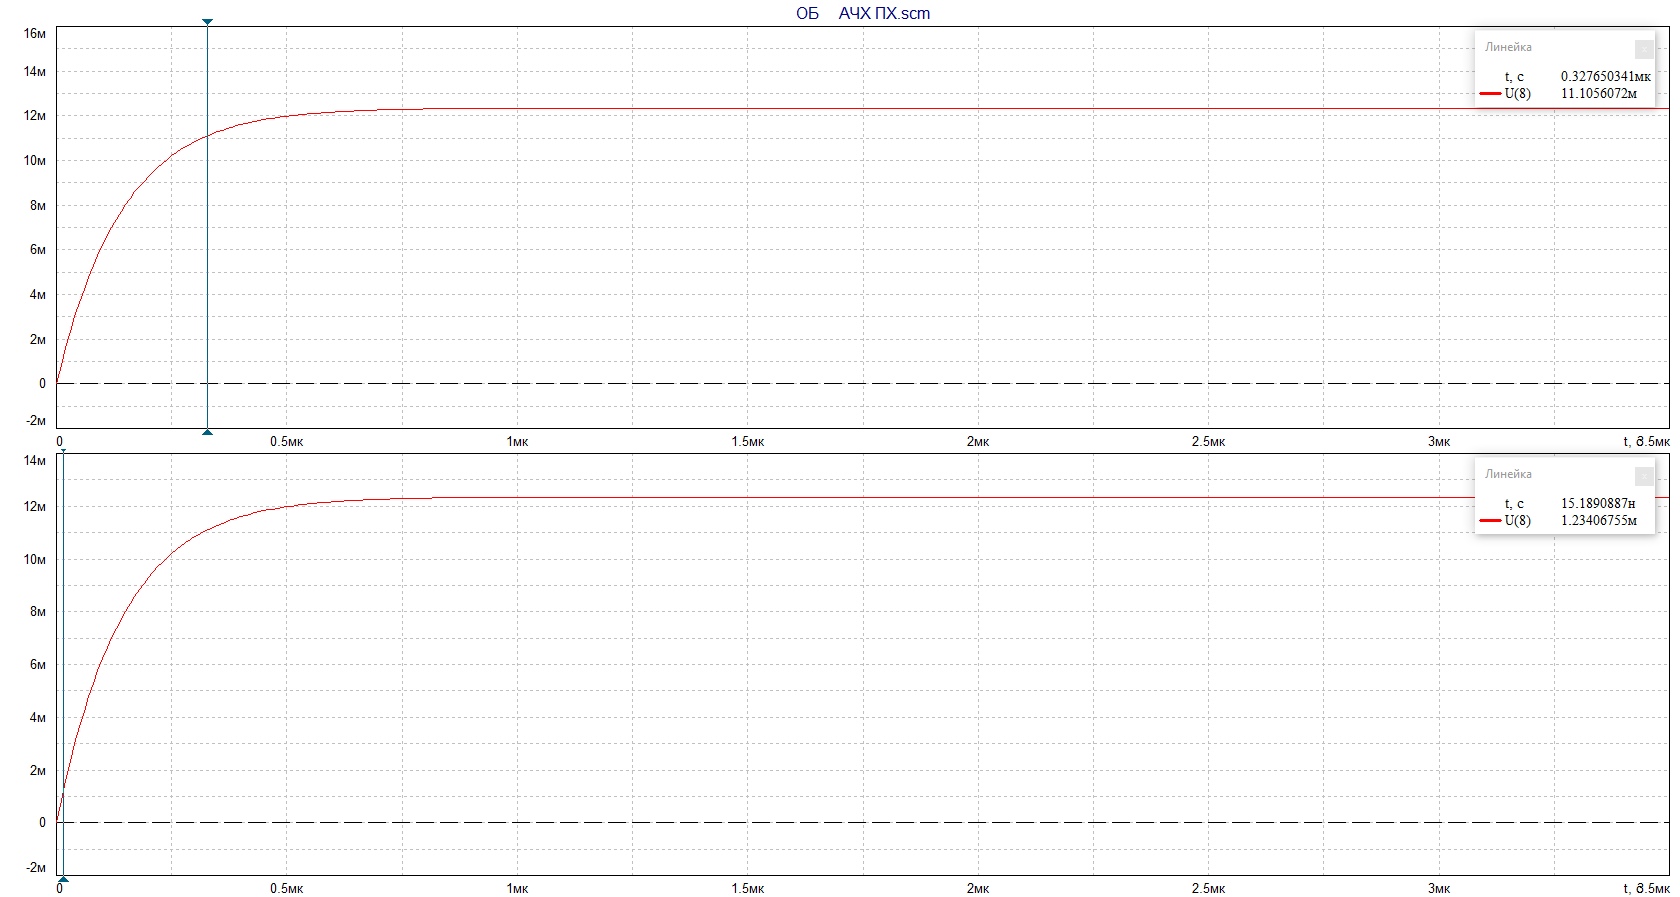 ОБ АЧХ ПХ.scm
16м
14м
12м
10м
8м
6м
4м
2м
0
-2м
Линейка
t, с 0.327650341мк
U(8) 11.1056072м
0 0.5мк 1мк 1.5мк 2мк 2.5мк 3мк t, с3.5мк
14м
12м
10м
8м
6м
4м
2м
0
-2м
Линейка
t, с 15.1890887н
U(8) 1.23406755м
0 0.5мк 1мк 1.5мк 2мк 2.5мк 3мк t, с3.5мк